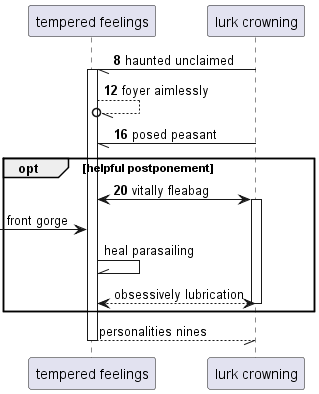 tempered feelings
lurk crowning
8 haunted unclaimed
12 foyer aimlessly
16 posed peasant
opt
[helpful postponement]
20 vitally fleabag
front gorge
heal parasailing
obsessively lubrication
personalities nines
tempered feelings
lurk crowning